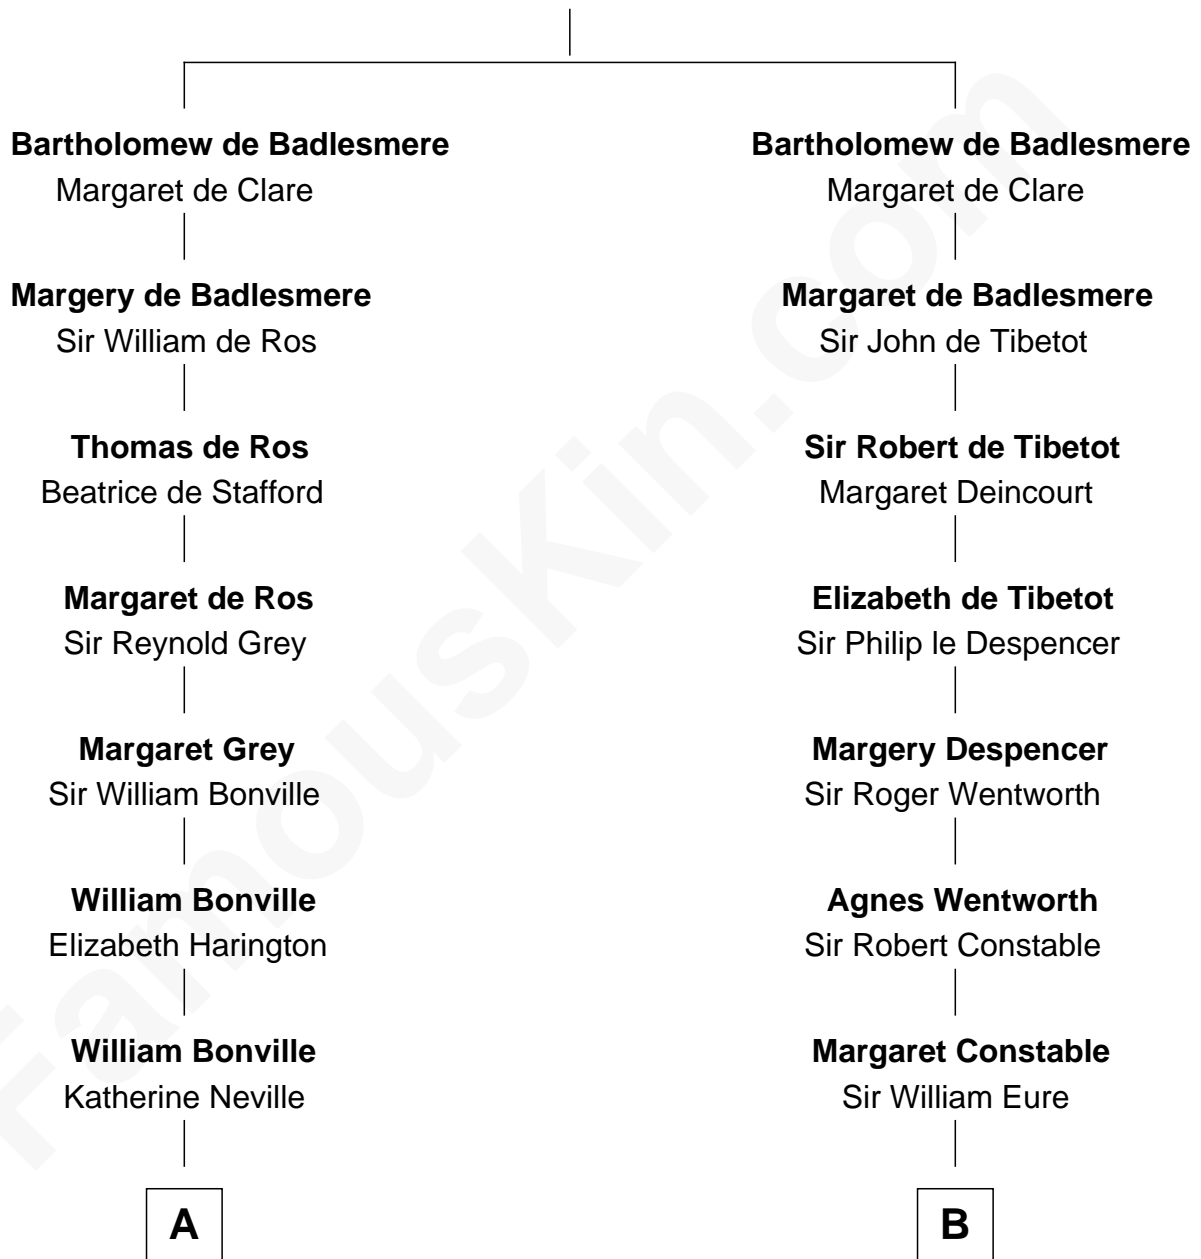 Bartholomew de Badlesmere
Margaret de Clare
Margery de Badlesmere
Sir William de Ros
Thomas de Ros
Beatrice de Stafford
Margaret de Ros
Sir Reynold Grey
Margaret Grey
Sir William Bonville
William Bonville
Elizabeth Harington
William Bonville
Katherine Neville
A
Bartholomew de Badlesmere
Margaret de Clare
Margaret de Badlesmere
Sir John de Tibetot
Sir Robert de Tibetot
Margaret Deincourt
Elizabeth de Tibetot
Sir Philip le Despencer
Margery Despencer
Sir Roger Wentworth
Agnes Wentworth
Sir Robert Constable
Margaret Constable
Sir William Eure
B
FamousKin.com